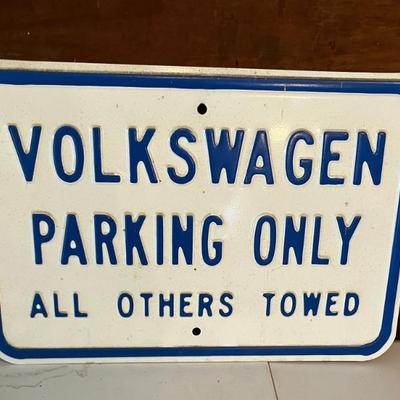 VOLKSWAGEN
PARKING ONLY
ALL OTHERS TOWED